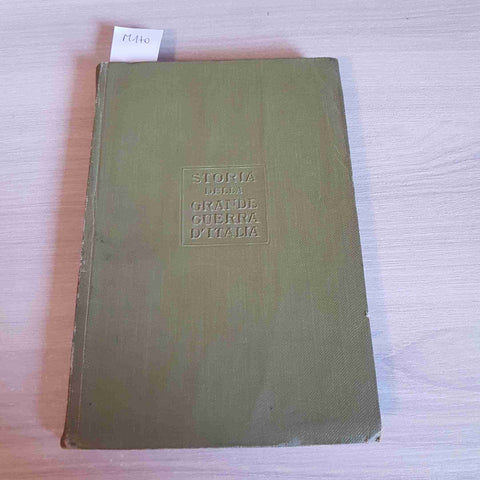 M170
STORIA
DELLA
GRANDE
GUERRA
D'ITALIA